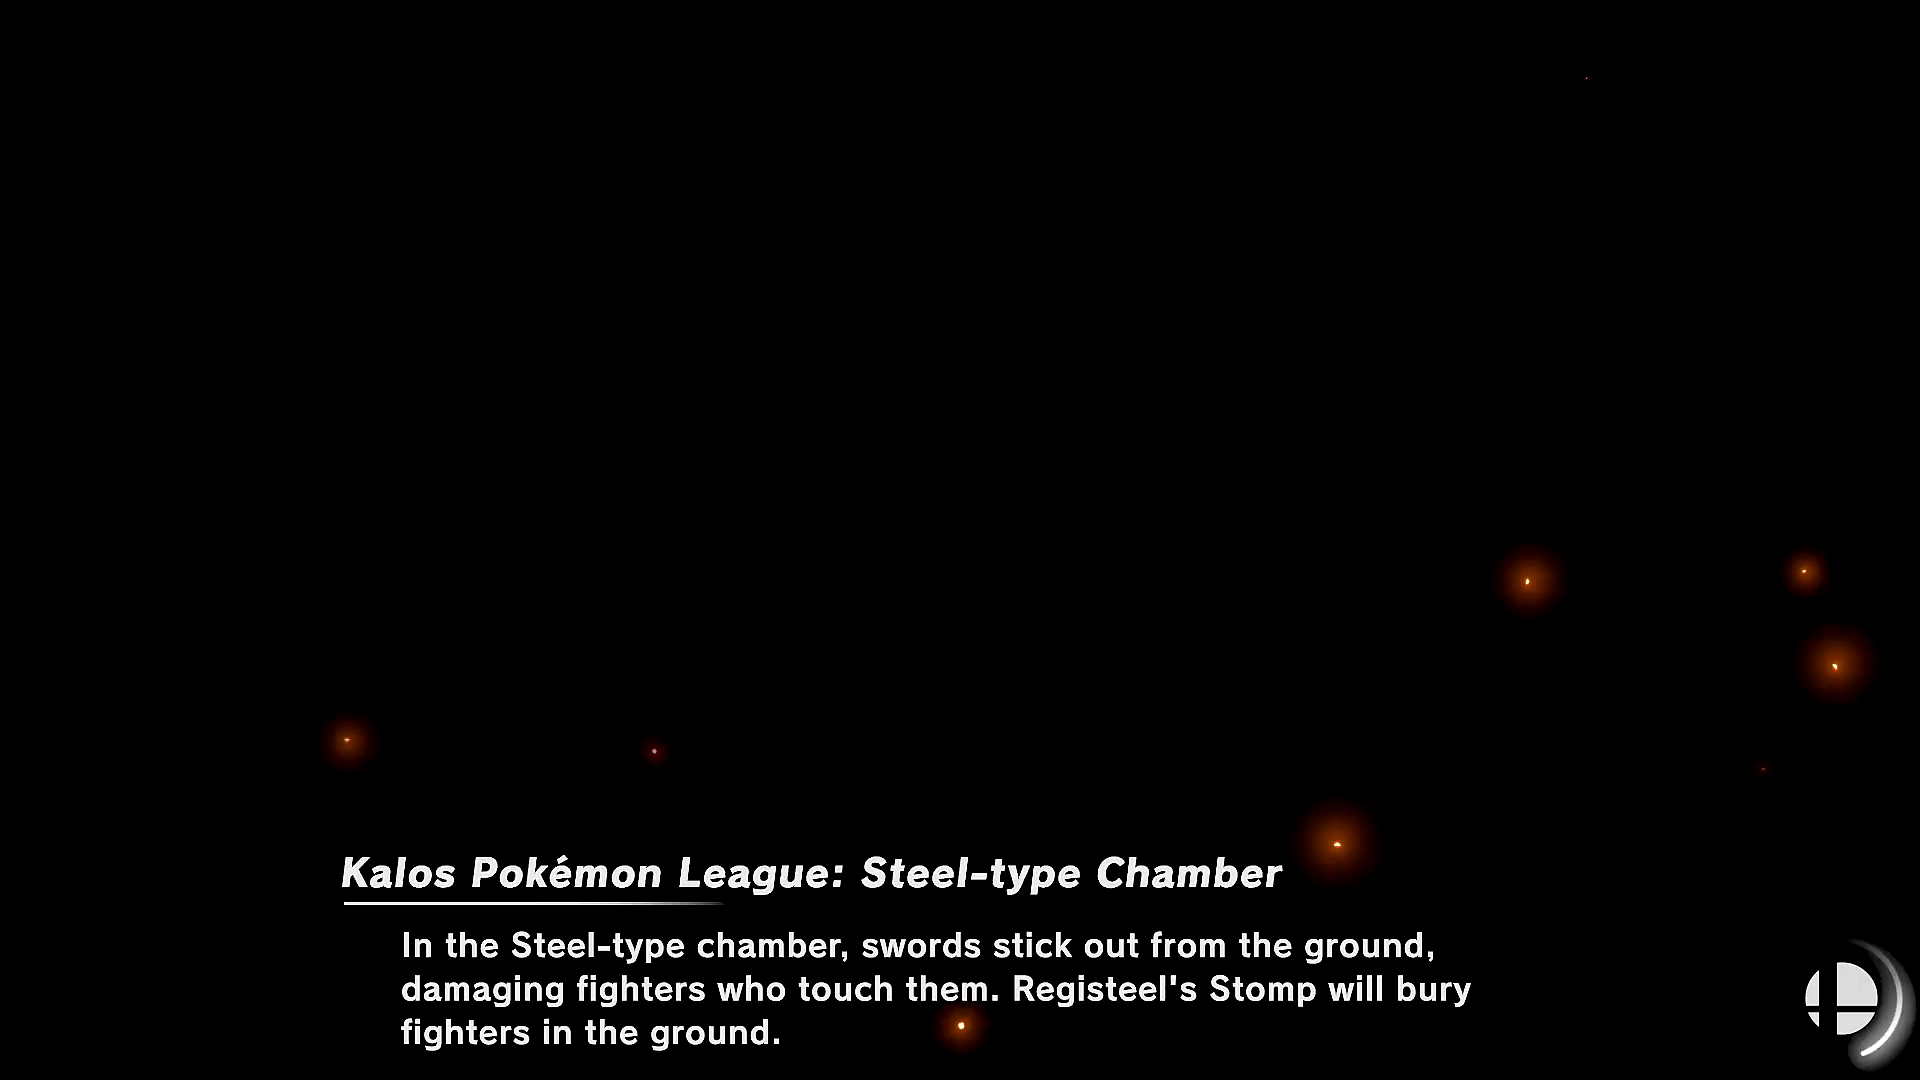 Kalos Pokémon League: Steel-type Chamber
In the Steel-type chamber, swords stick out from the ground,
damaging fighters who touch them. Registeel's Stomp will bury
fighters in the ground.